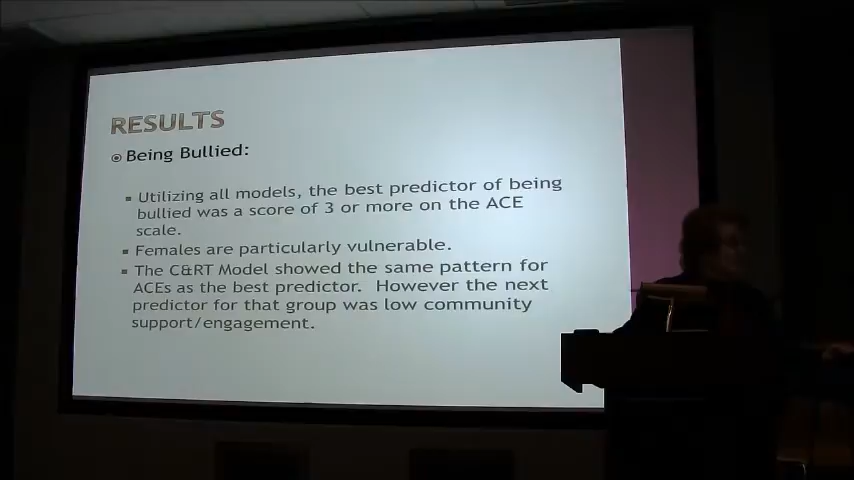 RESULTS
Being Bullied:
Utilizing all models, the best predictor of being
bullied was a score of 3 or more on the ACE
scale.
Females are particularly vulnerable.
The C&RT Model showed the same pattern for
ACEs as the best predictor. However the next
predictor for that group was low community
support/engagement.